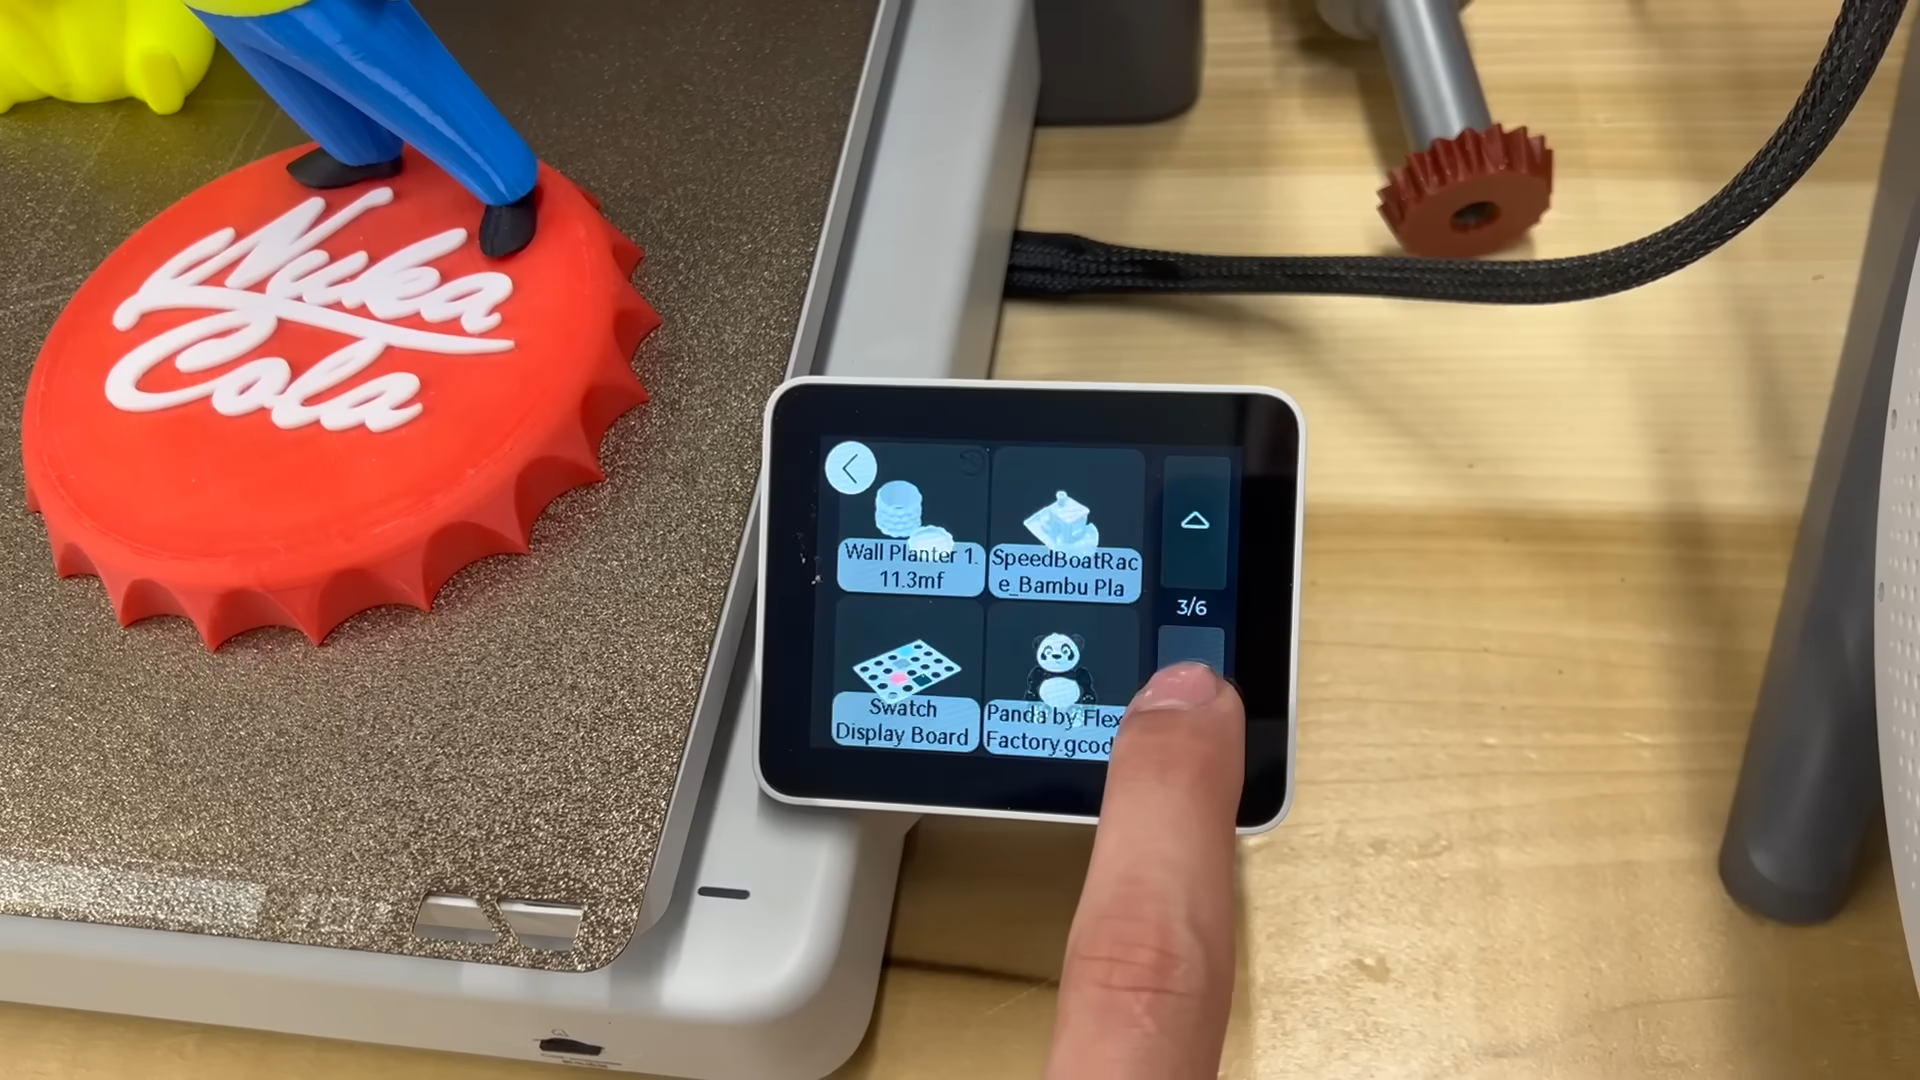 Nuka
Cola
Wall Planter 1.
11.3mf
SpeedBoatRac
e_Bambu Pla
3/6
Swatch
Display Board
Panda by Flex
Factory.gcod